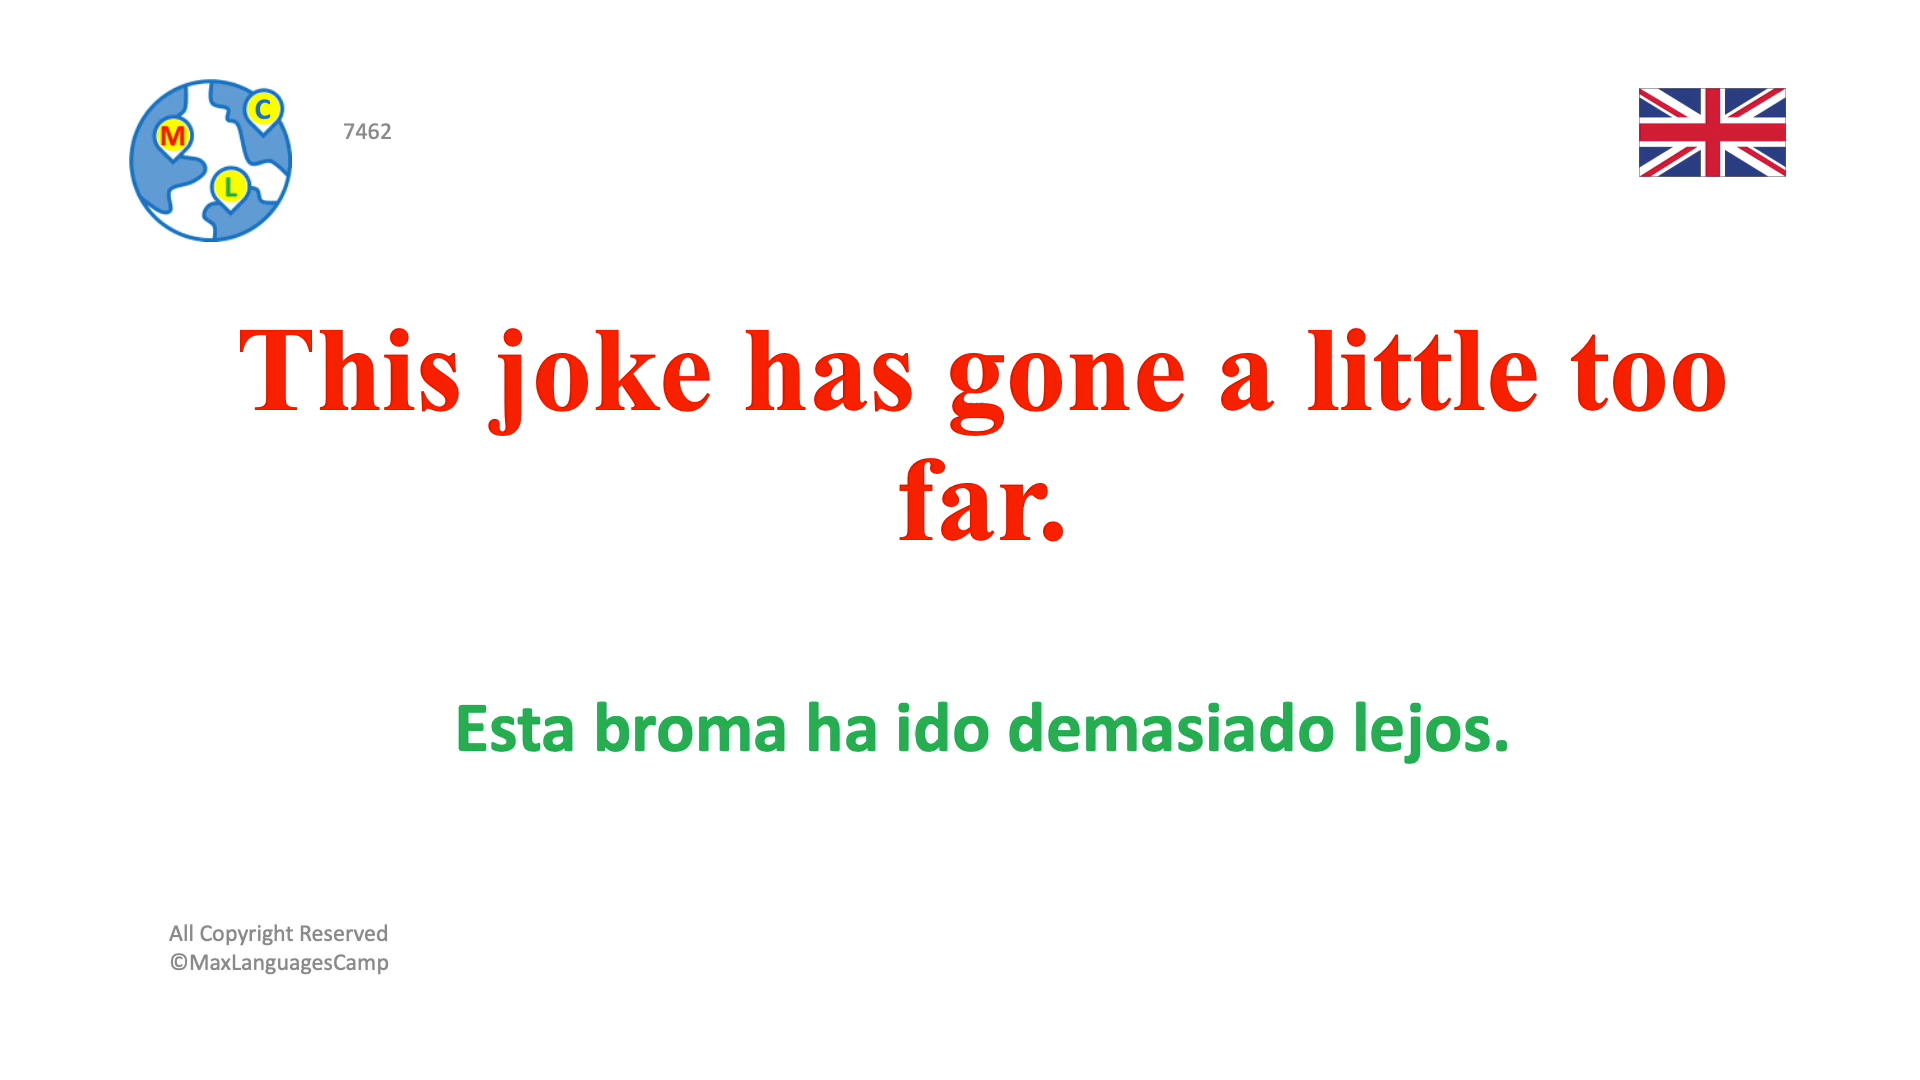 C
M
L
7462
This joke has gone a little too
far.
Esta broma ha ido demasiado lejos.
All Copyright Reserved
©MaxLanguagesCamp